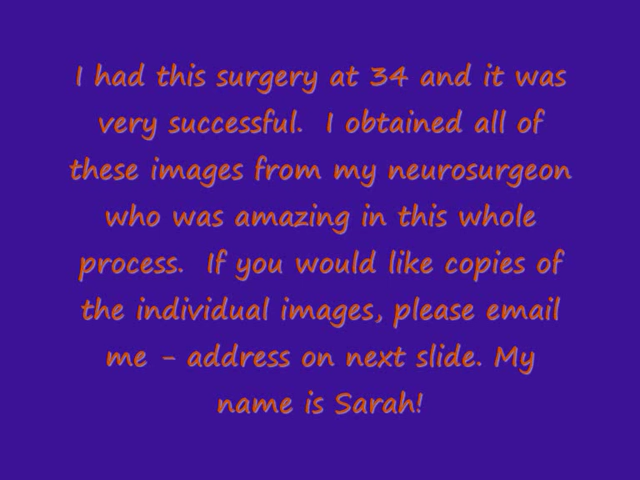 I had this surgery at 34 and it was
very successful.  I obtained all of
these images from my neurosurgeon
who was amazing in this whole
process.  If you would like copies of
the individual images, please email
me - address on next slide. My
name is Sarah!